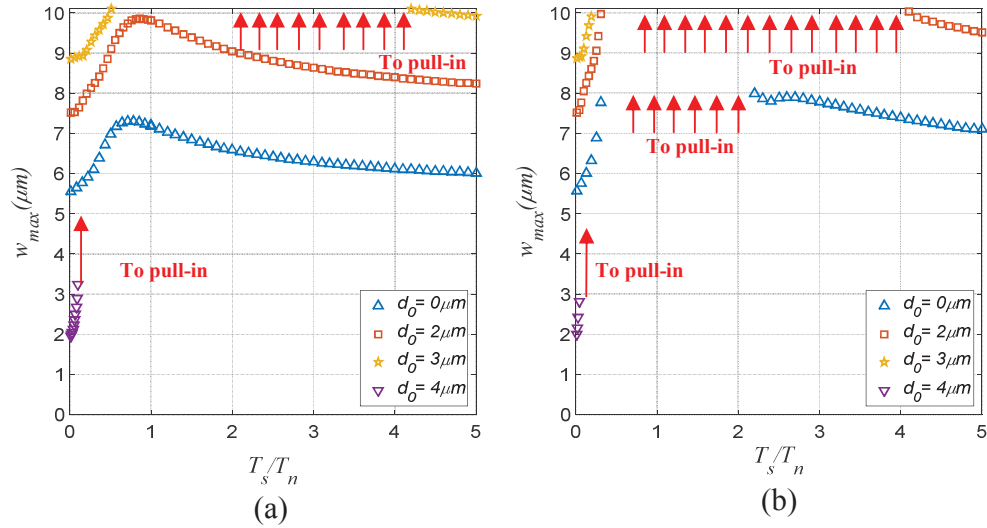 10
9
8
7
6
5
4
3
2
1
0
w_max(μm)
To pull-in
To pull-in
d_0= 0μm
d_0= 2μm
d_0= 3μm
d_0= 4μm
0 1 2 3 4 5
T_s/T_n
(a)
10
9
8
7
6
5
4
3
2
1
0
w_max(μm)
To pull-in
To pull-in
To pull-in
d_0= 0μm
d_0= 2μm
d_0= 3μm
d_0= 4μm
0 1 2 3 4 5
T_s/T_n
(b)